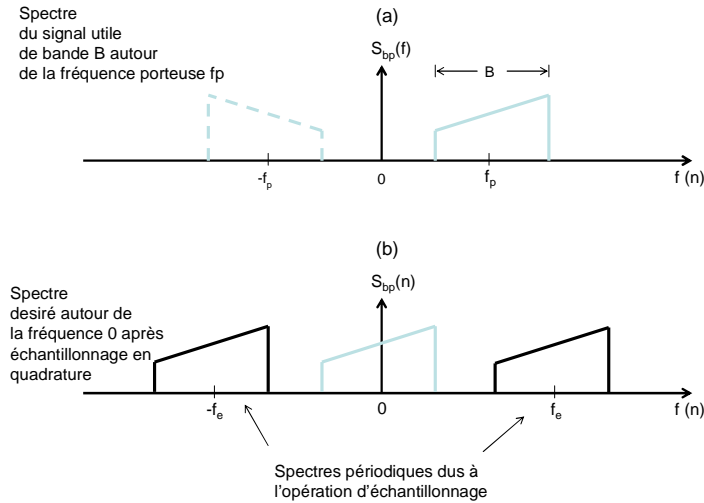 Spectre
du signal utile
de bande B autour
de la fréquence porteuse fp
(a)
S_bp(f)
B
-f_p
0
f_p
f (n)
(b)
S_bp(n)
Spectre
desiré autour de
la fréquence 0 après
échantillonnage en
quadrature
-f_e
0
f_e
f (n)
Spectres périodiques dus à
l'opération d'échantillonnage